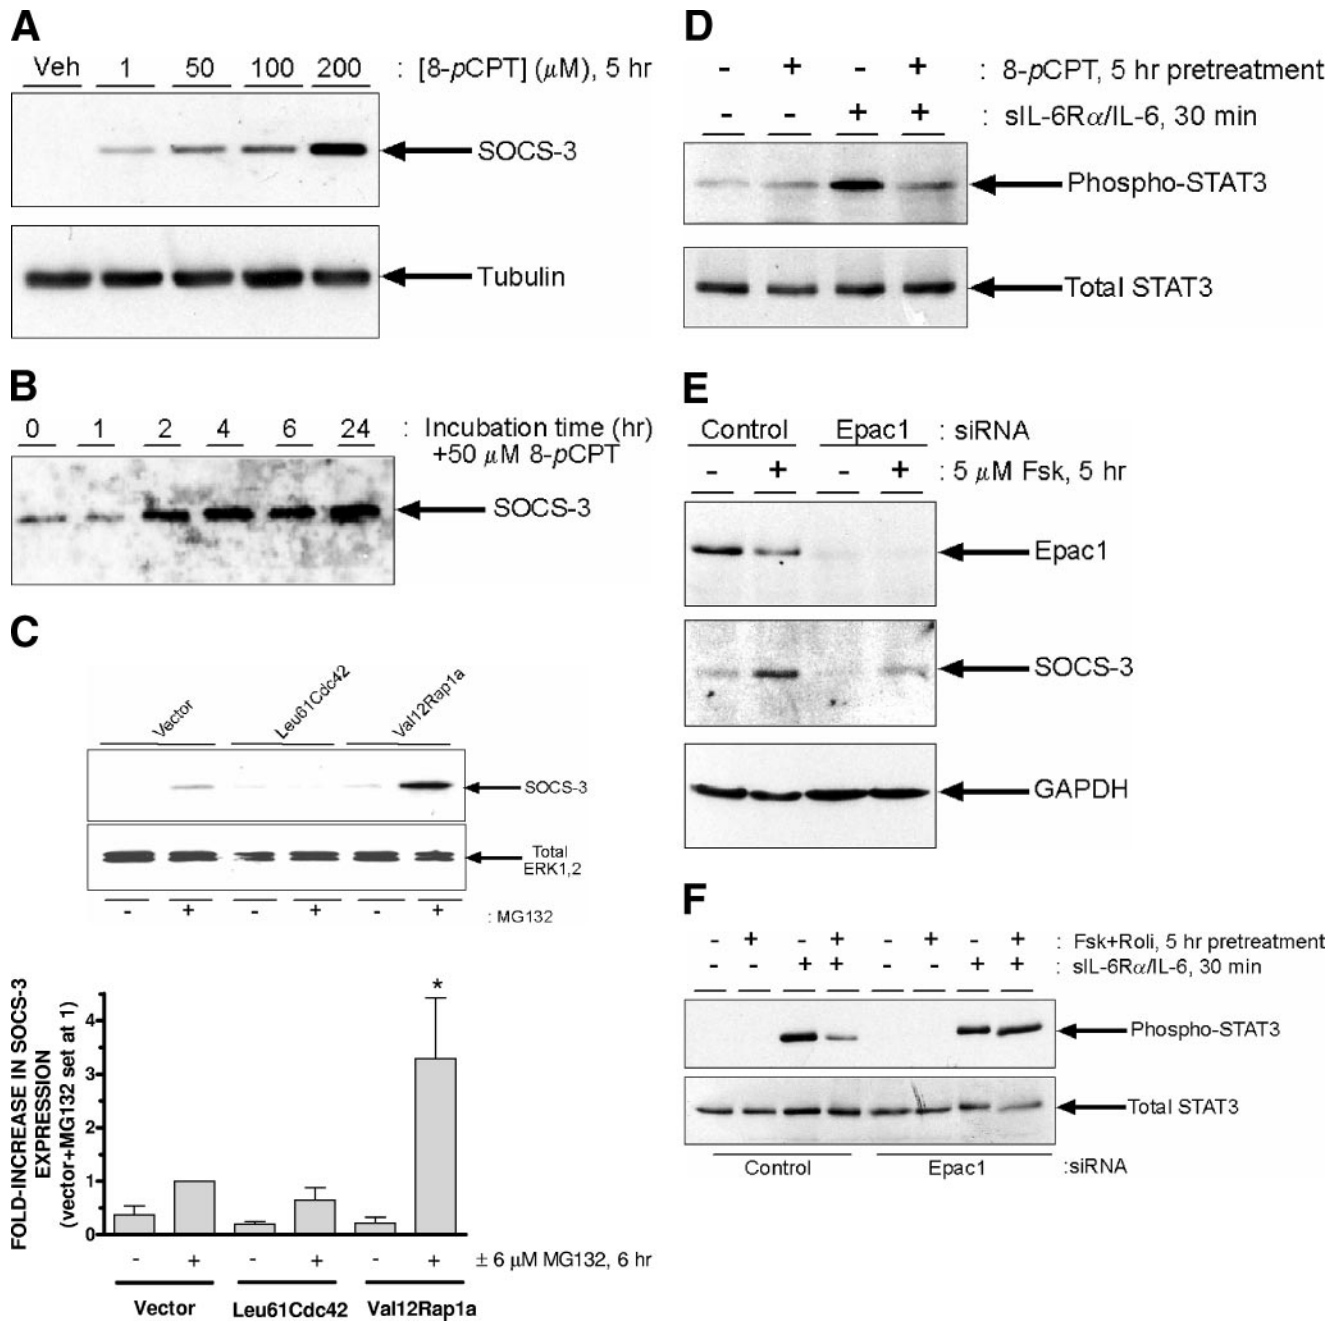 A
Veh 1 50 100 200 : [8-pCPT] (μM), 5 hr
SOCS-3
Tubulin
B
0 1 2 4 6 24 : Incubation time (hr)
+50 μM 8-pCPT
SOCS-3
C
Vector Leu61Cdc42 Val12Rap1a
SOCS-3
Total
ERK1,2
- + - + - + : MG132
FOLD-INCREASE IN SOCS-3
EXPRESSION
(vector+MG132 set at 1)
4
3
2
1
0
*
- + - + - + ± 6 μM MG132, 6 hr
Vector Leu61Cdc42 Val12Rap1a
D
- + - + : 8-pCPT, 5 hr pretreatment
- - + + : sIL-6Rα/IL-6, 30 min
Phospho-STAT3
Total STAT3
E
Control Epac1 : siRNA
- + - + : 5 μM Fsk, 5 hr
Epac1
SOCS-3
GAPDH
F
- + - + - + - + : Fsk+Roli, 5 hr pretreatment
- - + + - - + + : sIL-6Rα/IL-6, 30 min
Phospho-STAT3
Total STAT3
Control Epac1 :siRNA